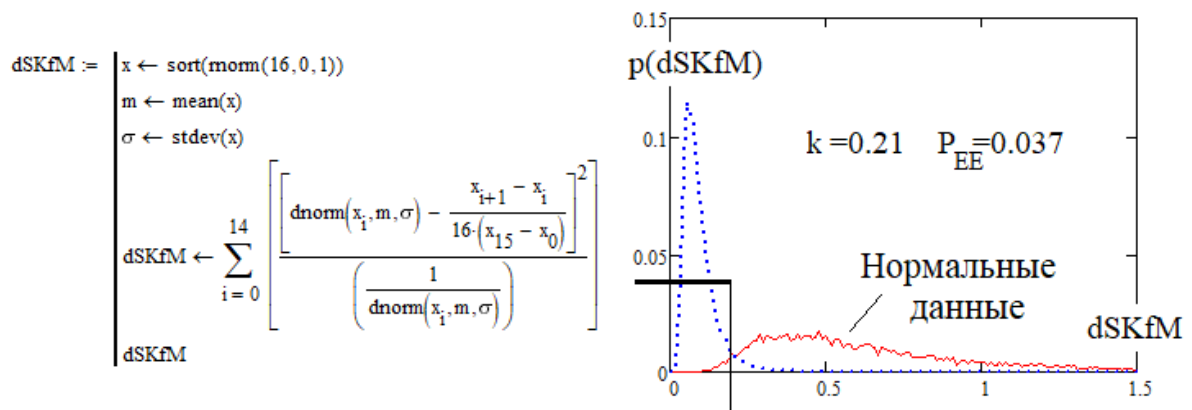 dSKfM := x ← sort(rnorm(16,0,1))
m ← mean(x)
σ ← stdev(x)
dSKfM ← ∑ i = 0 14 [ [ dnorm(x_i, m, σ) − (x_{i+1} − x_i) / (16·(x_15 − x_0)) ]^2 / ( 1 / dnorm(x_i, m, σ) ) ]
dSKfM
0.15
p(dSKfM)
0.1
k =0.21 P_EE=0.037
0.05
Нормальные
данные
dSKfM
0
0 0.5 1 1.5